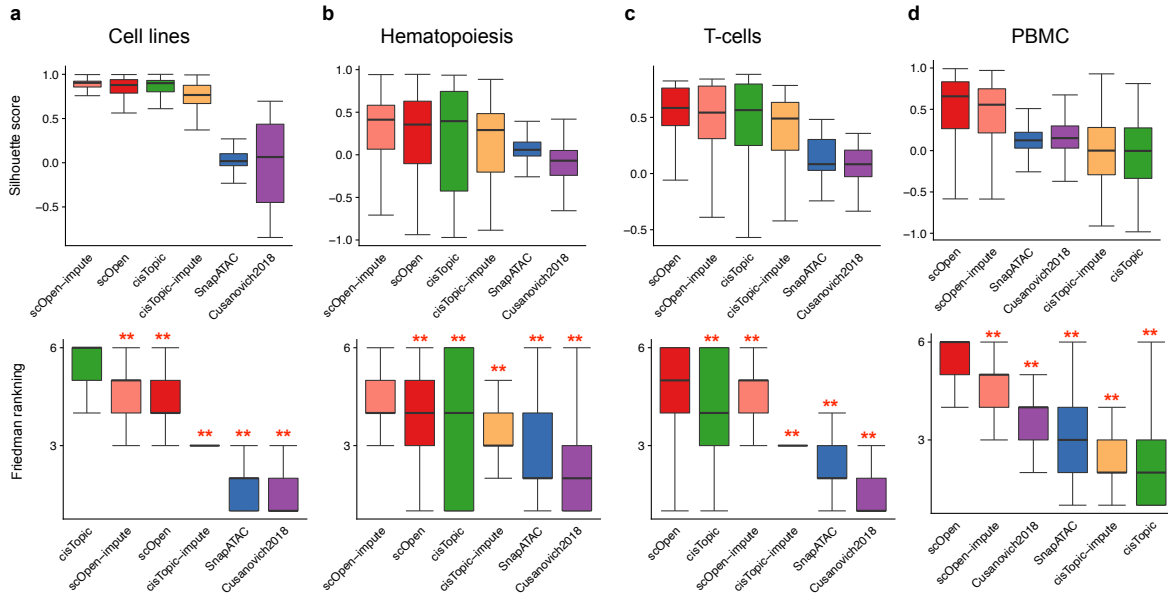 a
Cell lines
Silhouette score
1.0
0.5
0.0
−0.5
scOpen−impute
scOpen
cisTopic
cisTopic−impute
SnapATAC
Cusanovich2018
b
Hematopoiesis
1.0
0.5
0.0
−0.5
−1.0
scOpen−impute
scOpen
cisTopic
cisTopic−impute
SnapATAC
Cusanovich2018
c
T-cells
0.5
0.0
−0.5
scOpen
scOpen−impute
cisTopic
cisTopic−impute
SnapATAC
Cusanovich2018
d
PBMC
1.0
0.5
0.0
−0.5
−1.0
scOpen
scOpen−impute
SnapATAC
Cusanovich2018
cisTopic−impute
cisTopic
Friedman rankning
6
3
** ** ** ** **
cisTopic
scOpen−impute
scOpen
cisTopic−impute
SnapATAC
Cusanovich2018
6
3
** ** ** ** **
scOpen−impute
scOpen
cisTopic
cisTopic−impute
SnapATAC
Cusanovich2018
6
3
** ** ** ** **
scOpen
cisTopic
scOpen−impute
cisTopic−impute
SnapATAC
Cusanovich2018
6
3
** ** ** ** **
scOpen
scOpen−impute
Cusanovich2018
SnapATAC
cisTopic−impute
cisTopic